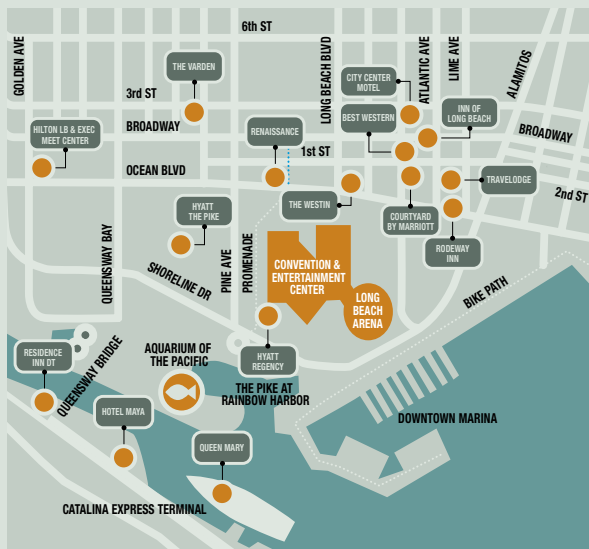 6th ST
GOLDEN AVE
LONG BEACH BLVD
ATLANTIC AVE
LIME AVE
ALAMITOS
THE VARDEN
CITY CENTER
MOTEL
3rd ST
INN OF
LONG BEACH
BEST WESTERN
BROADWAY
HILTON LB & EXEC
MEET CENTER
RENAISSANCE
BROADWAY
1st ST
OCEAN BLVD
TRAVELODGE
2nd ST
THE WESTIN
HYATT
THE PIKE
COURTYARD
BY MARRIOTT
RODEWAY
INN
QUEENSWAY BAY
SHORELINE DR
PINE AVE
PROMENADE
CONVENTION &
ENTERTAINMENT
CENTER
LONG
BEACH
ARENA
BIKE PATH
RESIDENCE
INN DT
QUEENSWAY BRIDGE
AQUARIUM OF
THE PACIFIC
HYATT
REGENCY
THE PIKE AT
RAINBOW HARBOR
HOTEL MAYA
DOWNTOWN MARINA
QUEEN MARY
CATALINA EXPRESS TERMINAL